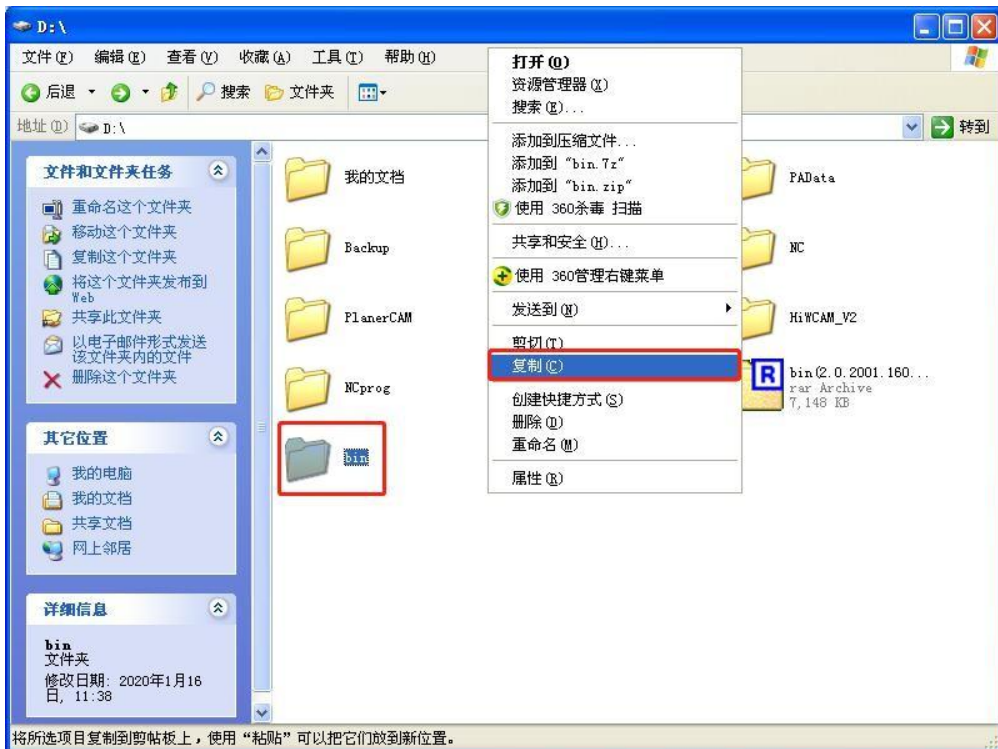 D:\
文件(F) 编辑(E) 查看(V) 收藏(A) 工具(T) 帮助(H)
后退 搜索 文件夹
地址(D) D:\ 转到
文件和文件夹任务
重命名这个文件夹
移动这个文件夹
复制这个文件夹
将这个文件夹发布到
Web
共享此文件夹
以电子邮件形式发送
该文件夹内的文件
删除这个文件夹
其它位置
我的电脑
我的文档
共享文档
网上邻居
详细信息
bin
文件夹
修改日期: 2020年1月16
日, 11:38
我的文档
Backup
PlanerCAM
NCprog
bin
打开(O)
资源管理器(X)
搜索(E)...
添加到压缩文件...
添加到 "bin.7z"
添加到 "bin.zip"
使用 360杀毒 扫描
共享和安全(H)...
使用 360管理右键菜单
发送到(N)
剪切(T)
复制(C)
创建快捷方式(S)
删除(D)
重命名(M)
属性(R)
PAData
NC
HiWCAM_V2
R
bin(2.0.2001.160...
rar Archive
7,148 KB
将所选项目复制到剪帖板上，使用“粘贴”可以把它们放到新位置。